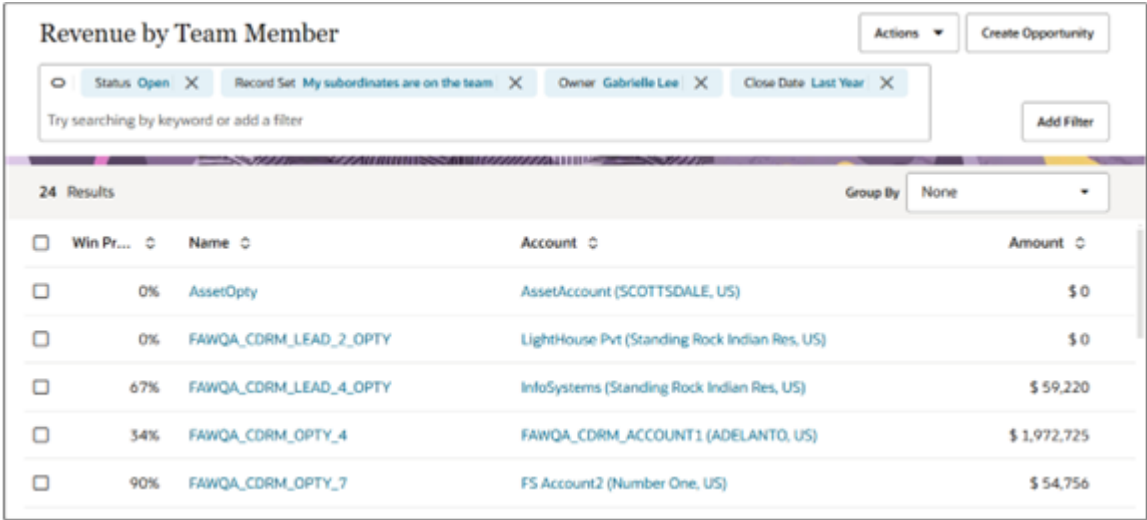 Revenue by Team Member
Actions
Create Opportunity
Status Open
Record Set My subordinates are on the team
Owner Gabrielle Lee
Close Date Last Year
Try searching by keyword or add a filter
Add Filter
24 Results
Group By None
Win Pr... Name Account Amount
0% AssetOpty AssetAccount (SCOTTSDALE, US) $ 0
0% FAWQA_CDRM_LEAD_2_OPTY LightHouse Pvt (Standing Rock Indian Res, US) $ 0
67% FAWQA_CDRM_LEAD_4_OPTY InfoSystems (Standing Rock Indian Res, US) $ 59,220
34% FAWQA_CDRM_OPTY_4 FAWQA_CDRM_ACCOUNT1 (ADELANTO, US) $ 1,972,725
90% FAWQA_CDRM_OPTY_7 FS Account2 (Number One, US) $ 54,756